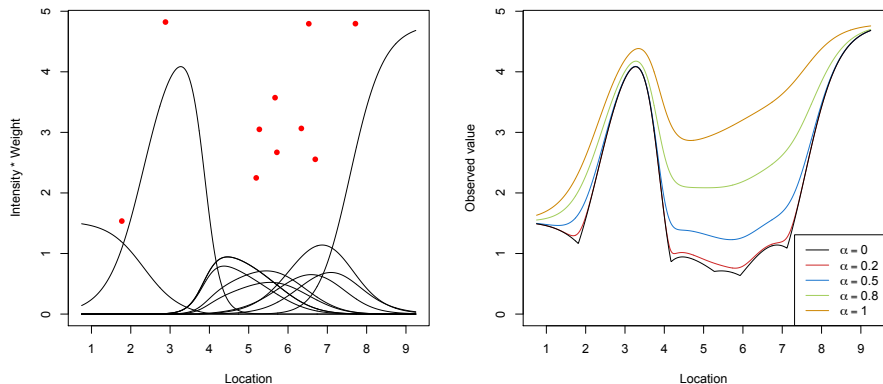 5
4
3
2
1
0
Intensity * Weight
1 2 3 4 5 6 7 8 9
Location
5
4
3
2
1
0
Observed value
α = 0
α = 0.2
α = 0.5
α = 0.8
α = 1
1 2 3 4 5 6 7 8 9
Location